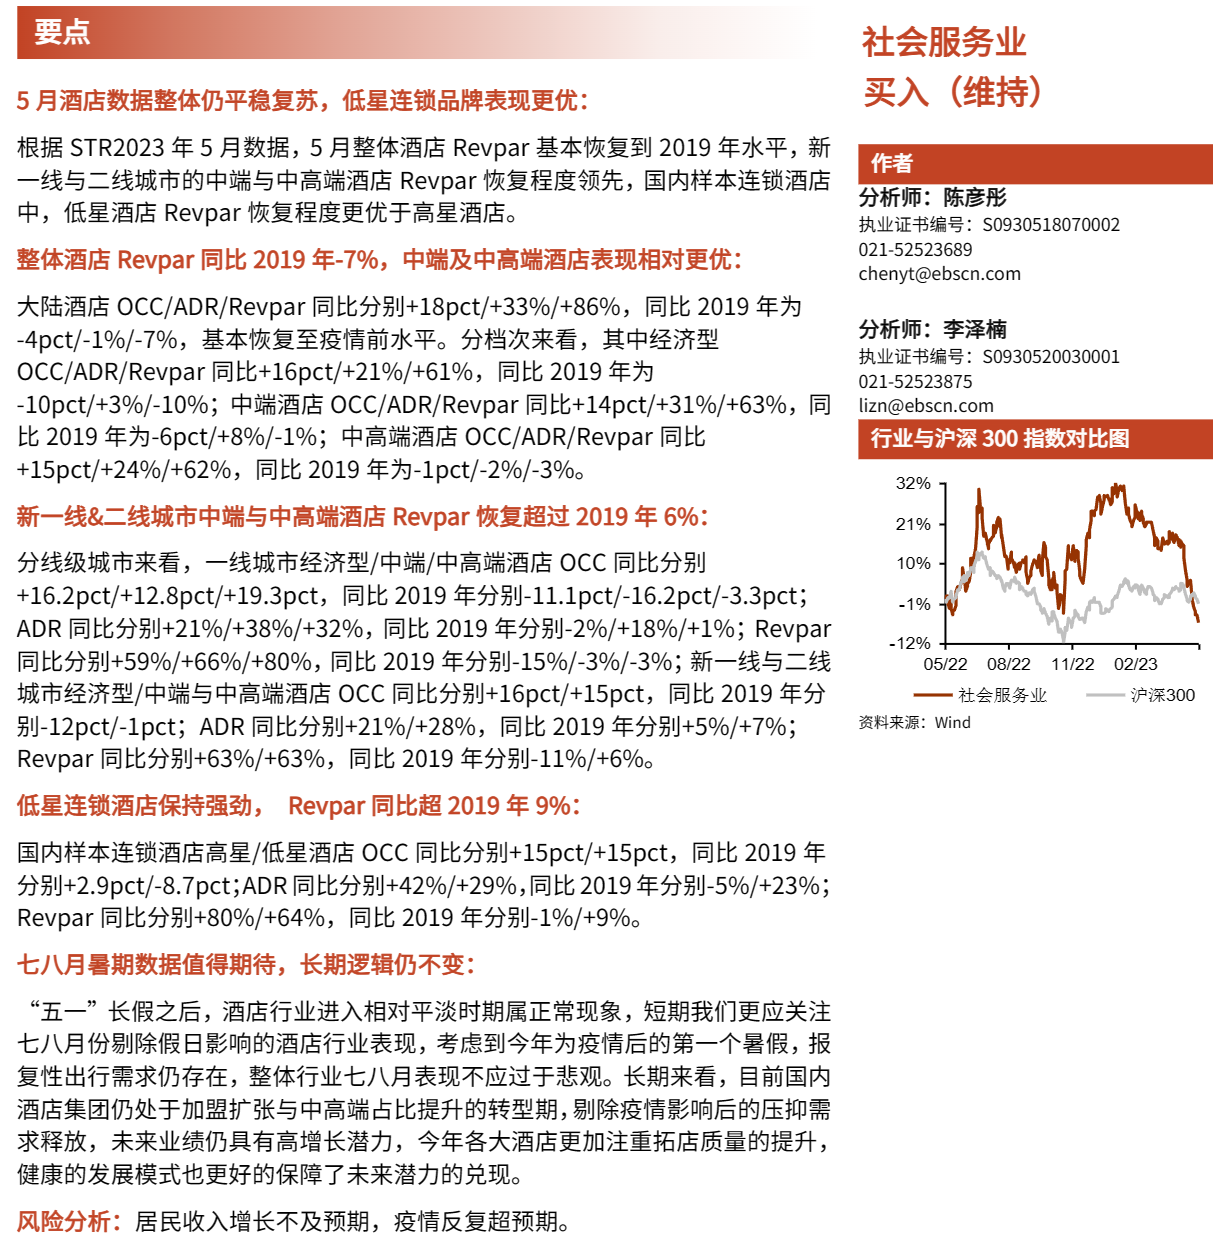 要点
5 月酒店数据整体仍平稳复苏，低星连锁品牌表现更优：
根据 STR2023 年 5 月数据，5 月整体酒店 Revpar 基本恢复到 2019 年水平，新
一线与二线城市的中端与中高端酒店 Revpar 恢复程度领先，国内样本连锁酒店
中，低星酒店 Revpar 恢复程度更优于高星酒店。
整体酒店 Revpar 同比 2019 年-7%，中端及中高端酒店表现相对更优：
大陆酒店 OCC/ADR/Revpar 同比分别+18pct/+33%/+86%，同比 2019 年为
-4pct/-1%/-7%，基本恢复至疫情前水平。分档次来看，其中经济型
OCC/ADR/Revpar 同比+16pct/+21%/+61%，同比 2019 年为
-10pct/+3%/-10%；中端酒店 OCC/ADR/Revpar 同比+14pct/+31%/+63%，同
比 2019 年为-6pct/+8%/-1%；中高端酒店 OCC/ADR/Revpar 同比
+15pct/+24%/+62%，同比 2019 年为-1pct/-2%/-3%。
新一线&二线城市中端与中高端酒店 Revpar 恢复超过 2019 年 6%：
分线级城市来看，一线城市经济型/中端/中高端酒店 OCC 同比分别
+16.2pct/+12.8pct/+19.3pct，同比 2019 年分别-11.1pct/-16.2pct/-3.3pct；
ADR 同比分别+21%/+38%/+32%，同比 2019 年分别-2%/+18%/+1%；Revpar
同比分别+59%/+66%/+80%，同比 2019 年分别-15%/-3%/-3%；新一线与二线
城市经济型/中端与中高端酒店 OCC 同比分别+16pct/+15pct，同比 2019 年分
别-12pct/-1pct；ADR 同比分别+21%/+28%，同比 2019 年分别+5%/+7%；
Revpar 同比分别+63%/+63%，同比 2019 年分别-11%/+6%。
低星连锁酒店保持强劲， Revpar 同比超 2019 年 9%：
国内样本连锁酒店高星/低星酒店 OCC 同比分别+15pct/+15pct，同比 2019 年
分别+2.9pct/-8.7pct；ADR 同比分别+42%/+29%，同比 2019 年分别-5%/+23%；
Revpar 同比分别+80%/+64%，同比 2019 年分别-1%/+9%。
七八月暑期数据值得期待，长期逻辑仍不变：
“五一”长假之后，酒店行业进入相对平淡时期属正常现象，短期我们更应关注
七八月份剔除假日影响的酒店行业表现，考虑到今年为疫情后的第一个暑假，报
复性出行需求仍存在，整体行业七八月表现不应过于悲观。长期来看，目前国内
酒店集团仍处于加盟扩张与中高端占比提升的转型期，剔除疫情影响后的压抑需
求释放，未来业绩仍具有高增长潜力，今年各大酒店更加注重拓店质量的提升，
健康的发展模式也更好的保障了未来潜力的兑现。
风险分析：居民收入增长不及预期，疫情反复超预期。
社会服务业
买入（维持）
作者
分析师：陈彦彤
执业证书编号：S0930518070002
021-52523689
chenyt@ebscn.com
分析师：李泽楠
执业证书编号：S0930520030001
021-52523875
lizn@ebscn.com
行业与沪深 300 指数对比图
32%
21%
10%
-1%
-12%
05/22 08/22 11/22 02/23
社会服务业 沪深300
资料来源：Wind